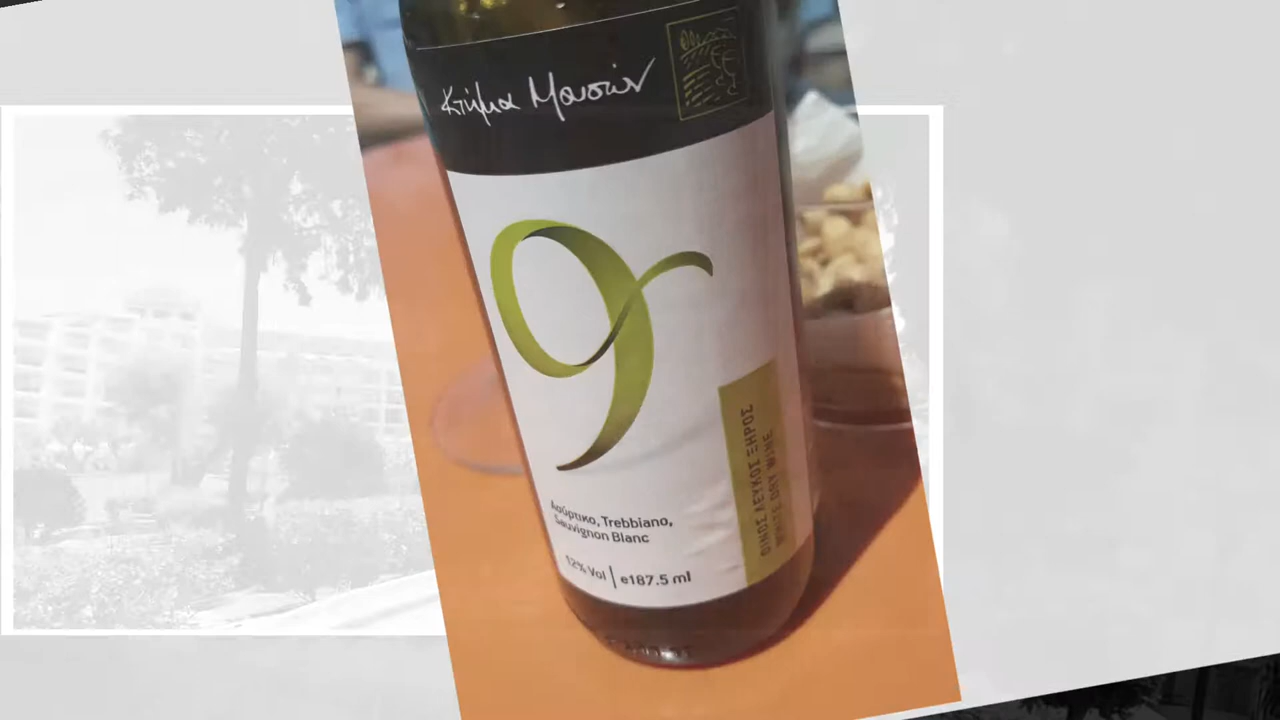 Κτήμα Μουσών
9
Ασύρτικο, Trebbiano,
Sauvignon Blanc
12% Vol | e187.5 ml
ΟΙΝΟΣ ΛΕΥΚΟΣ ΞΗΡΟΣ
WHITE DRY WINE